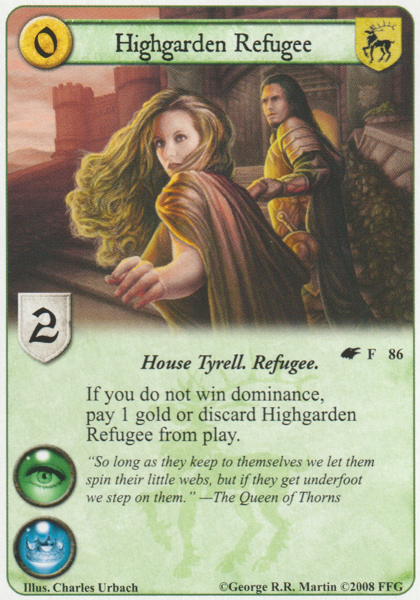 0
Highgarden Refugee
2
House Tyrell. Refugee.
F 86
If you do not win dominance,
pay 1 gold or discard Highgarden
Refugee from play.
“So long as they keep to themselves we let them
spin their little webs, but if they get underfoot
we step on them.” —The Queen of Thorns
Illus. Charles Urbach
©George R.R. Martin ©2008 FFG